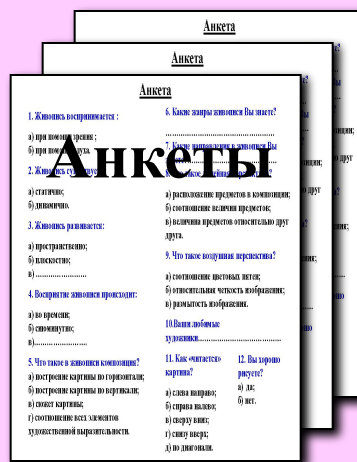 Анкета
Анкета
Анкета
1. Живопись воспринимается :
а) при помощи зрения ;
б) при помощи слуха.
2. Живопись существует
а) статично;
б) динамично.
3. Живопись развивается:
а) пространственно;
б) плоскостно;
в) ........................
4. Восприятие живописи происходит:
а) во времени;
б) сиюминутно;
в)........................
5. Что такое в живописи композиция?
а) построение картины по горизонтали;
б) построение картины по вертикали;
в) сюжет картины;
г) соотношение всех элементов
художественной выразительности.
6. Какие жанры живописи Вы знаете?
........................................
7. Какие направления в живописи Вы
Анкеты
а) расположение предметов в композиции;
б) соотношение величин предметов;
в) величина предметов относительно друг
друга.
9. Что такое воздушная перспектива?
а) соотношение цветовых пятен;
б) относительная четкость изображения;
в) размытость изображения.
10.Ваши любимые
художники.........................
11. Как «читается»
картина?
а) слева направо;
б) справа налево;
в) сверху вниз;
г) снизу вверх;
д) по диагонали.
12. Вы хорошо
рисуете?
а) да;
б) нет.